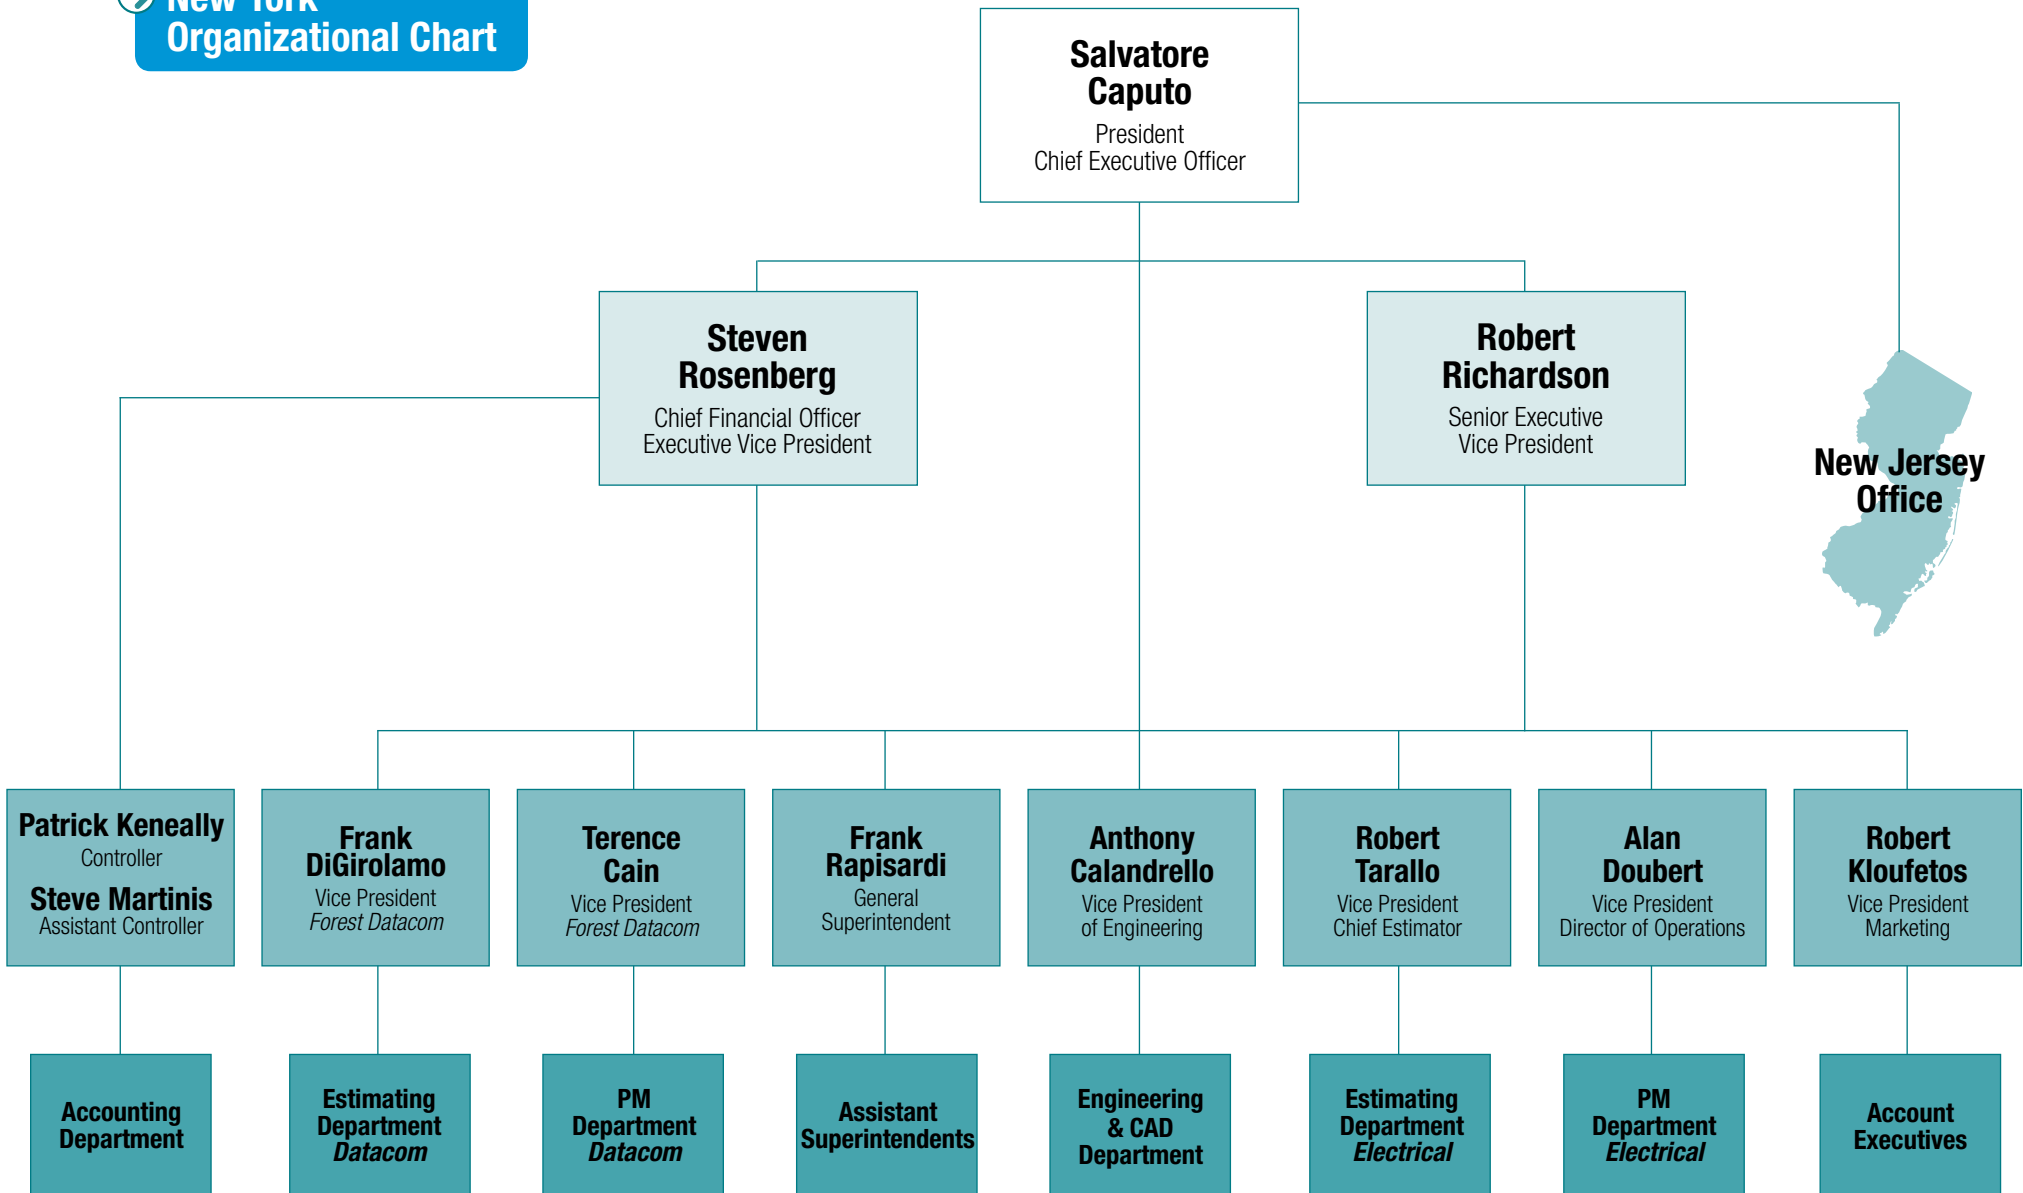 New York
Organizational Chart
Salvatore
Caputo
President
Chief Executive Officer
Steven
Rosenberg
Chief Financial Officer
Executive Vice President
Robert
Richardson
Senior Executive
Vice President
New Jersey
Office
Patrick Keneally
Controller
Steve Martinis
Assistant Controller
Frank
DiGirolamo
Vice President
Forest Datacom
Terence
Cain
Vice President
Forest Datacom
Frank
Rapisardi
General
Superintendent
Anthony
Calandrello
Vice President
of Engineering
Robert
Tarallo
Vice President
Chief Estimator
Alan
Doubert
Vice President
Director of Operations
Robert
Kloufetos
Vice President
Marketing
Accounting
Department
Estimating
Department
Datacom
PM
Department
Datacom
Assistant
Superintendents
Engineering
& CAD
Department
Estimating
Department
Electrical
PM
Department
Electrical
Account
Executives